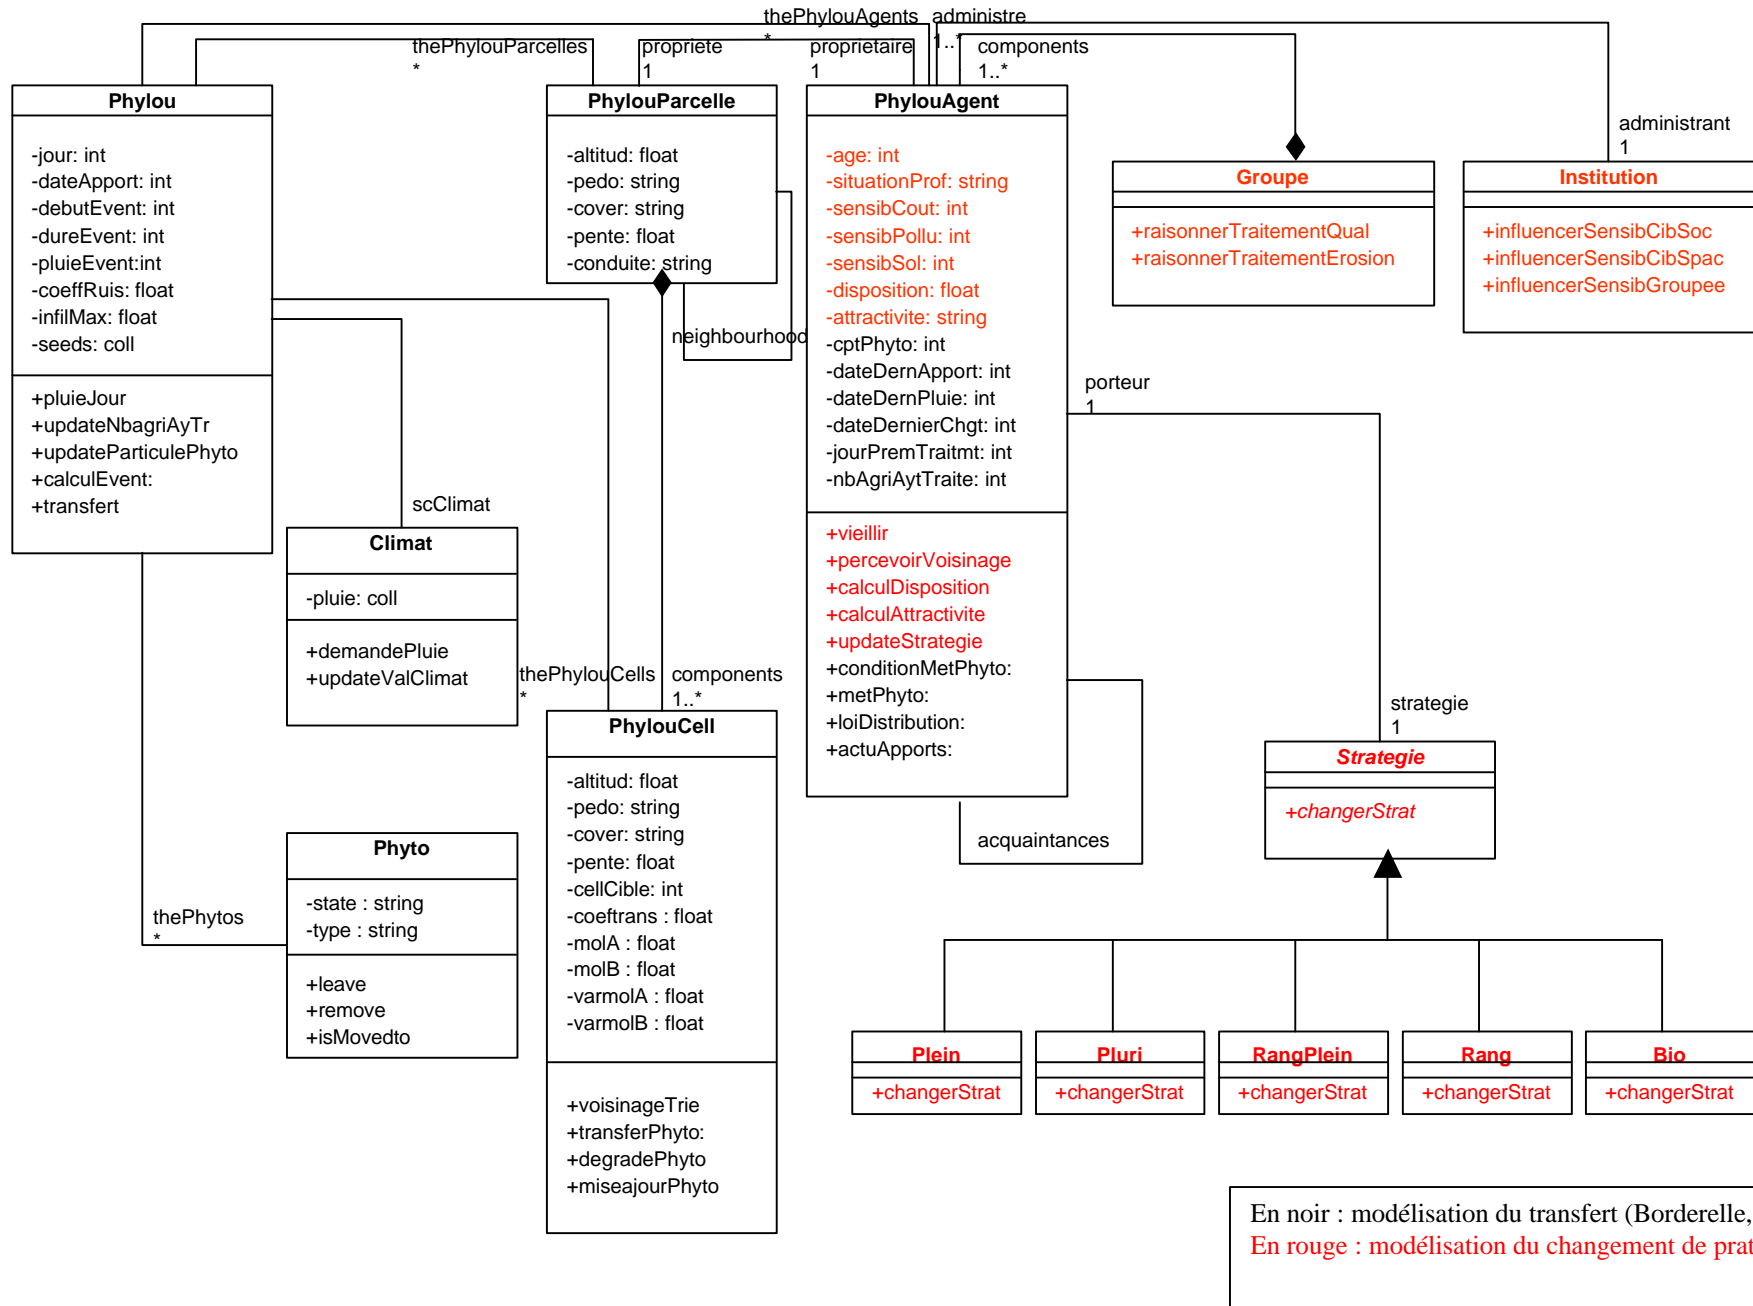 thePhylouAgents
*
administre
1..*
thePhylouParcelles
*
propriete
1
proprietaire
1
components
1..*
Phylou
-jour: int
-dateApport: int
-debutEvent: int
-dureEvent: int
-pluieEvent:int
-coeffRuis: float
-infilMax: float
-seeds: coll
+pluieJour
+updateNbagriAyTr
+updateParticulePhyto
+calculEvent:
+transfert
PhylouParcelle
-altitud: float
-pedo: string
-cover: string
-pente: float
-conduite: string
neighbourhood
PhylouAgent
-age: int
-situationProf: string
-sensibCout: int
-sensibPollu: int
-sensibSol: int
-disposition: float
-attractivite: string
-cptPhyto: int
-dateDernApport: int
-dateDernPluie: int
-dateDernierChgt: int
-jourPremTraitmt: int
-nbAgriAytTraite: int
+vieillir
+percevoirVoisinage
+calculDisposition
+calculAttractivite
+updateStrategie
+conditionMetPhyto:
+metPhyto:
+loiDistribution:
+actuApports:
acquaintances
Groupe
+raisonnerTraitementQual
+raisonnerTraitementErosion
administrant
1
Institution
+influencerSensibCibSoc
+influencerSensibCibSpac
+influencerSensibGroupee
porteur
1
strategie
1
Strategie
+changerStrat
scClimat
Climat
-pluie: coll
+demandePluie
+updateValClimat
thePhylouCells
*
components
1..*
PhylouCell
-altitud: float
-pedo: string
-cover: string
-pente: float
-cellCible: int
-coeftrans : float
-molA : float
-molB : float
-varmolA : float
-varmolB : float
+voisinageTrie
+transferPhyto:
+degradePhyto
+miseajourPhyto
thePhytos
*
Phyto
-state : string
-type : string
+leave
+remove
+isMovedto
Plein
+changerStrat
Pluri
+changerStrat
RangPlein
+changerStrat
Rang
+changerStrat
Bio
+changerStrat
En noir : modélisation du transfert (Borderelle,
En rouge : modélisation du changement de prat